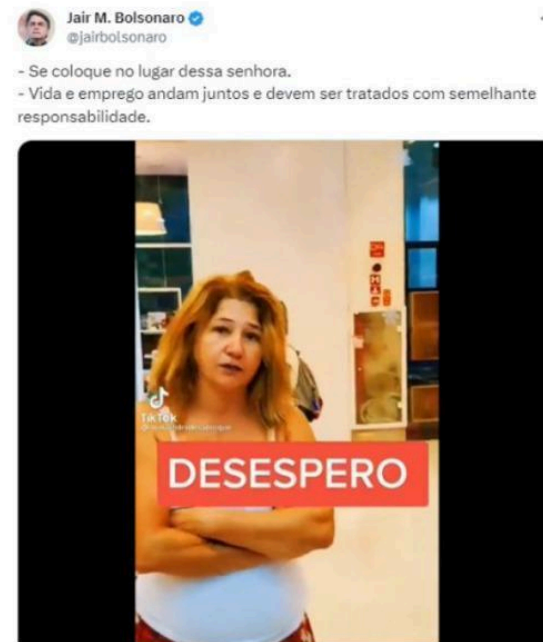 Jair M. Bolsonaro
@jairbolsonaro
- Se coloque no lugar dessa senhora.
- Vida e emprego andam juntos e devem ser tratados com semelhante
responsabilidade.
TikTok
DESESPERO